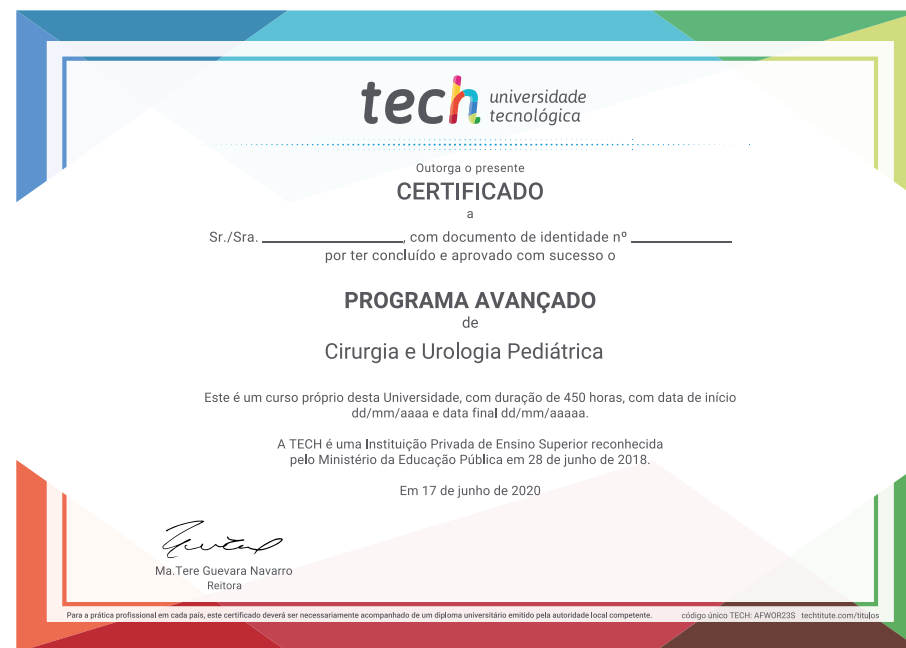 tech universidade
tecnológica
Outorga o presente
CERTIFICADO
a
Sr./Sra. __________________, com documento de identidade nº _____________
por ter concluído e aprovado com sucesso o
PROGRAMA AVANÇADO
de
Cirurgia e Urologia Pediátrica
Este é um curso próprio desta Universidade, com duração de 450 horas, com data de início
dd/mm/aaaa e data final dd/mm/aaaaa.
A TECH é uma Instituição Privada de Ensino Superior reconhecida
pelo Ministério da Educação Pública em 28 de junho de 2018.
Em 17 de junho de 2020
Ma.Tere Guevara Navarro
Reitora
Para a prática profissional em cada país, este certificado deverá ser necessariamente acompanhado de um diploma universitário emitido pela autoridade local competente. código único TECH: AFWOR23S techtitute.com/titulos